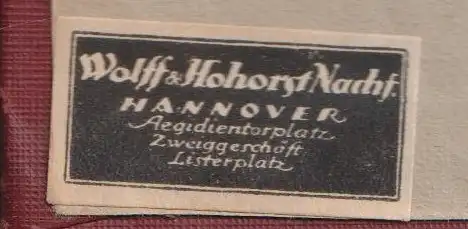 Wolff & Hohorst Nachf.
HANNOVER
Aegidientorplatz
Zweiggeschäft
Listerplatz